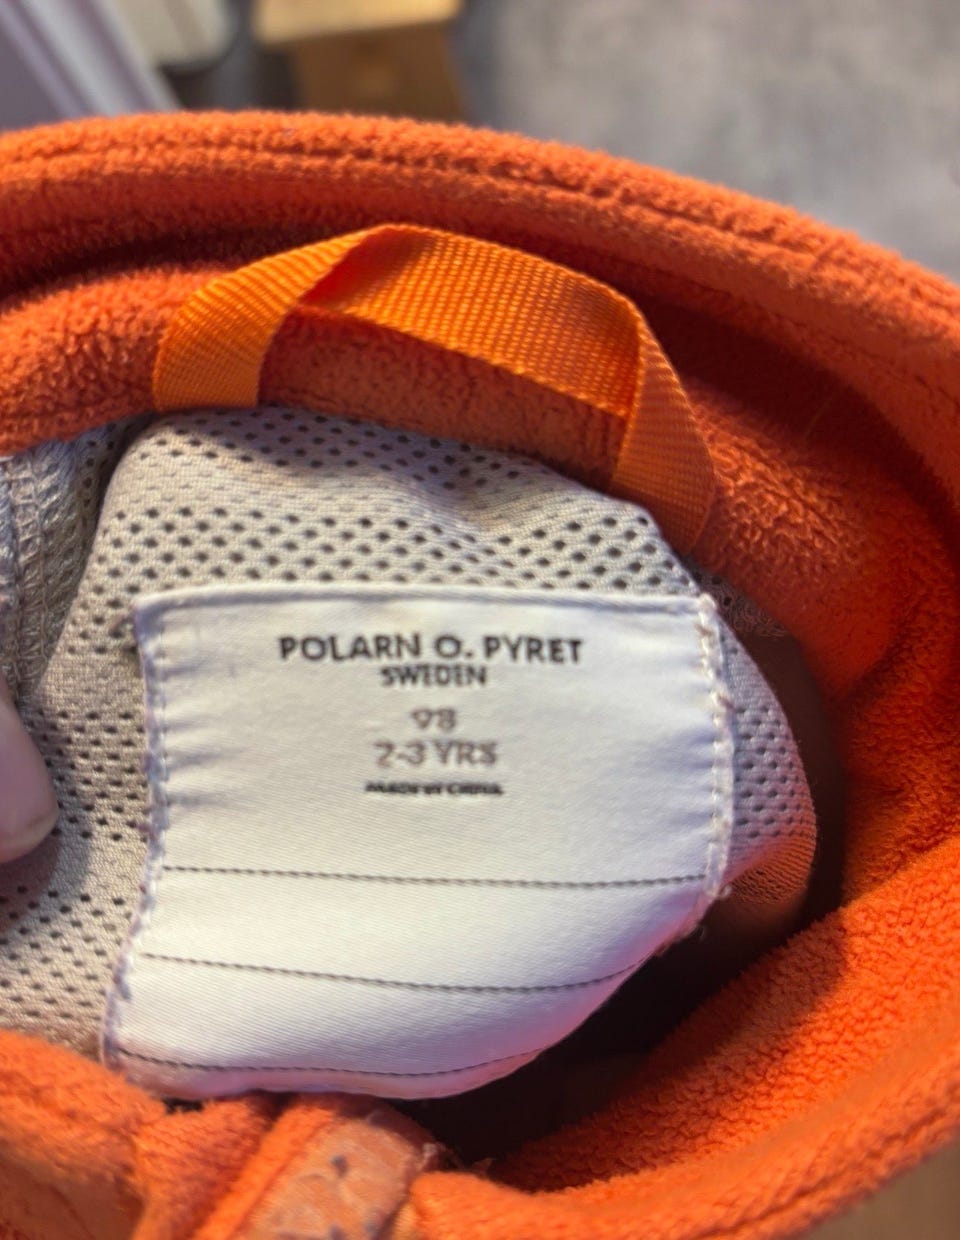 POLARN O. PYRET
SWEDEN
98
2-3 YRS
MADE IN CHINA